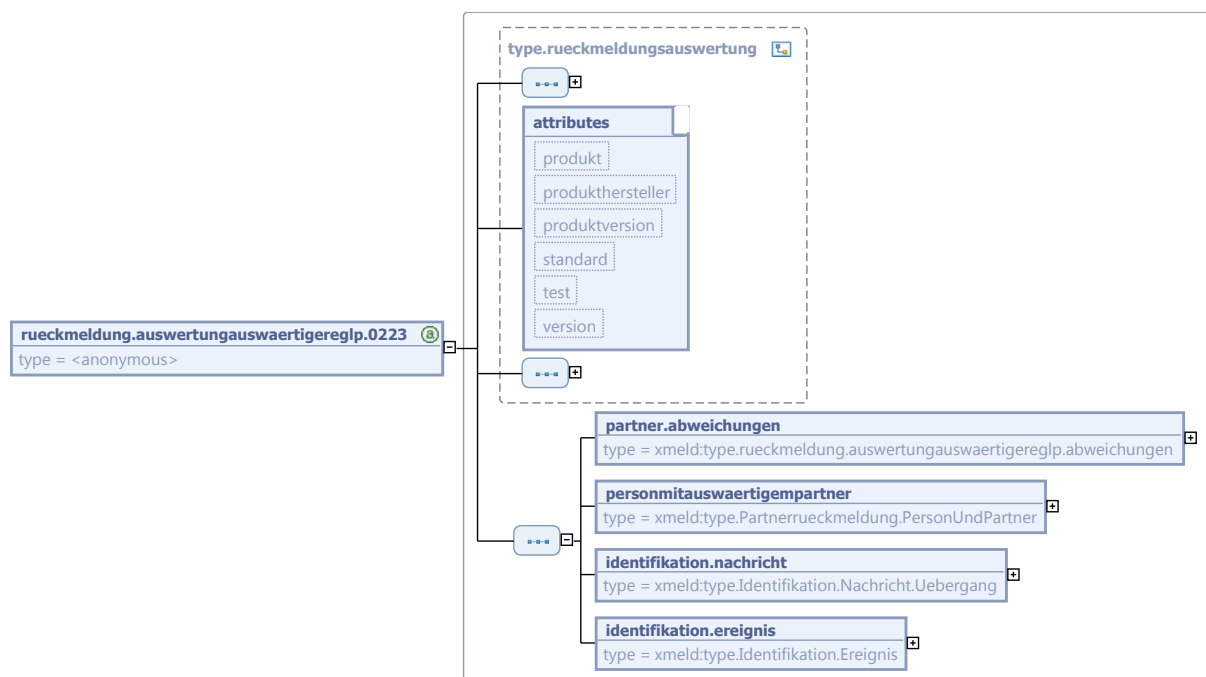 type.rueckmeldungsauswertung
attributes
produkt
produkthersteller
produktversion
standard
test
version
rueckmeldung.auswertungauswaertigereglp.0223 a
type = <anonymous>
partner.abweichungen
type = xmeld:type.rueckmeldung.auswertungauswaertigereglp.abweichungen
personmitauswaertigempartner
type = xmeld:type.Partnerrueckmeldung.PersonUndPartner
identifikation.nachricht
type = xmeld:type.Identifikation.Nachricht.Uebergang
identifikation.ereignis
type = xmeld:type.Identifikation.Ereignis